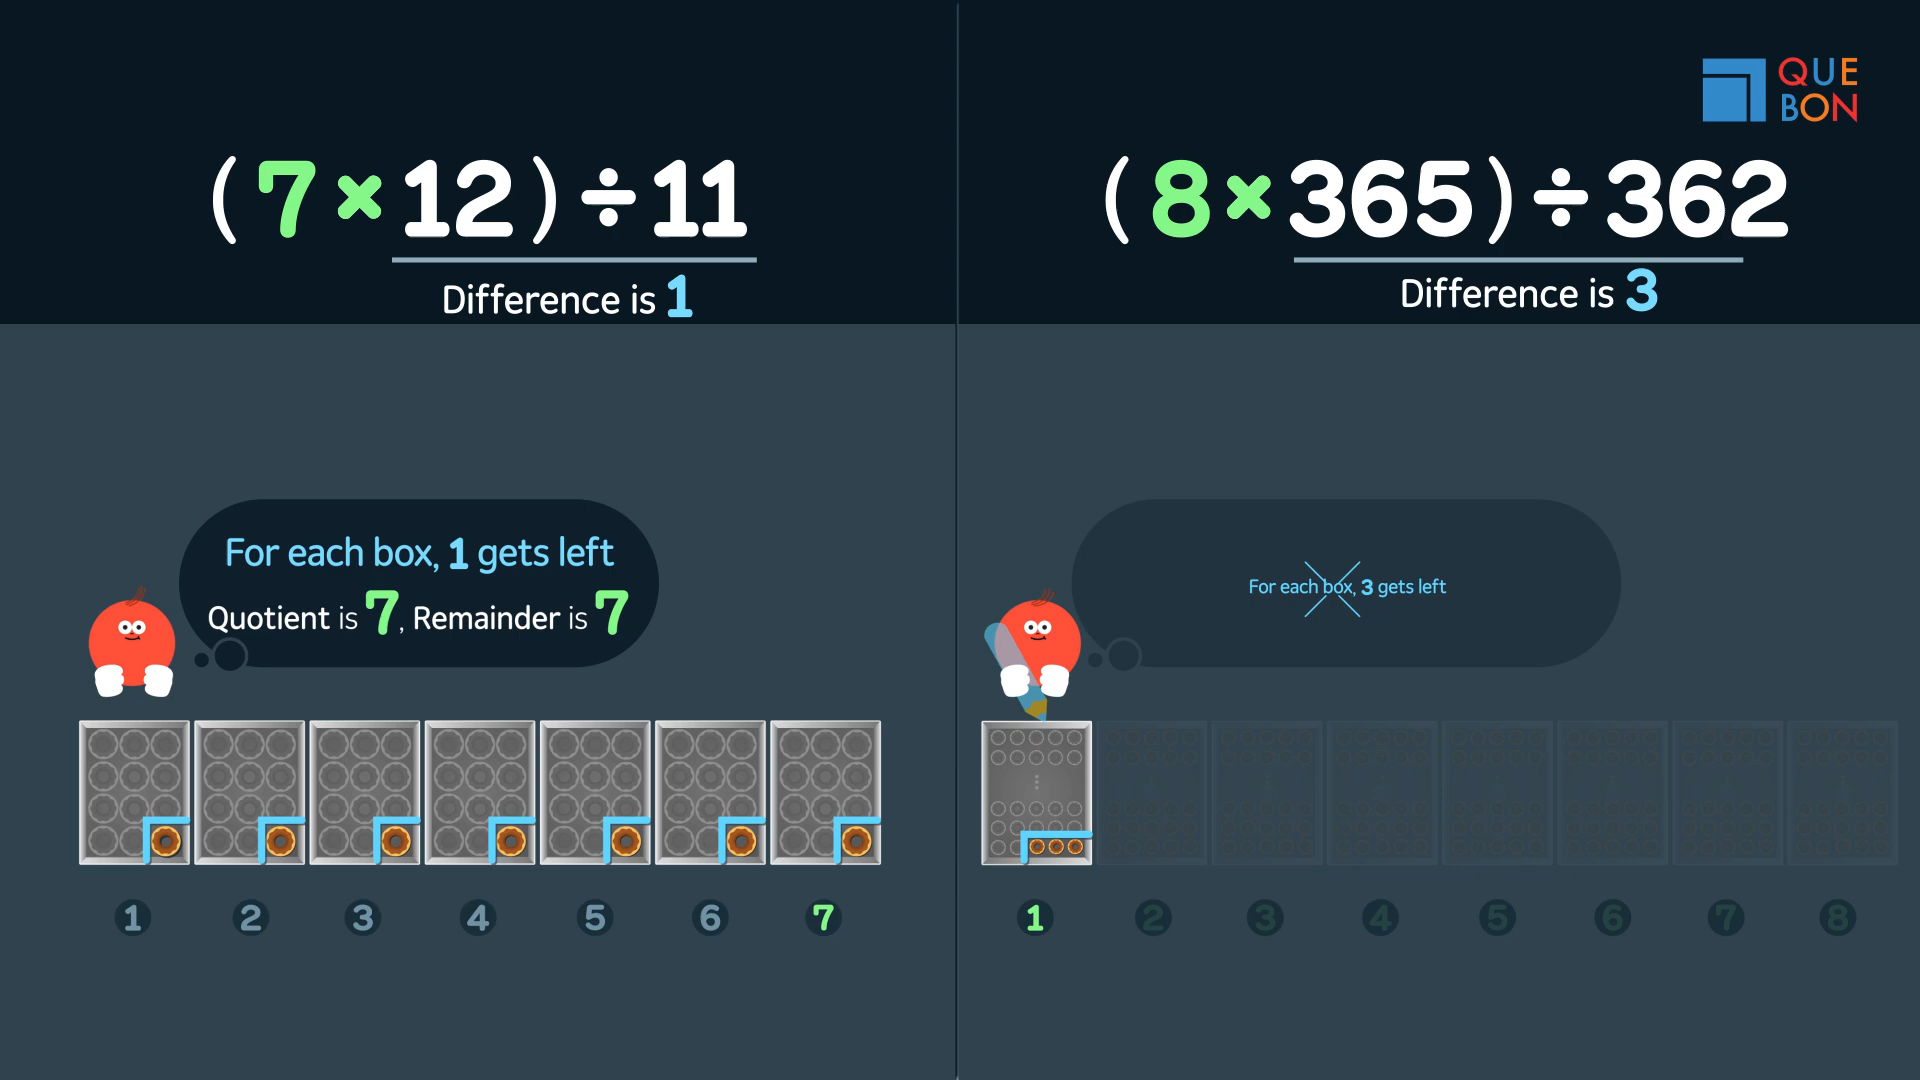 (7×12)÷11
Difference is 1
For each box, 1 gets left
Quotient is 7, Remainder is 7
1 2 3 4 5 6 7
QUE
BON
(8×365)÷362
Difference is 3
For each box, 3 gets left
1 2 3 4 5 6 7 8